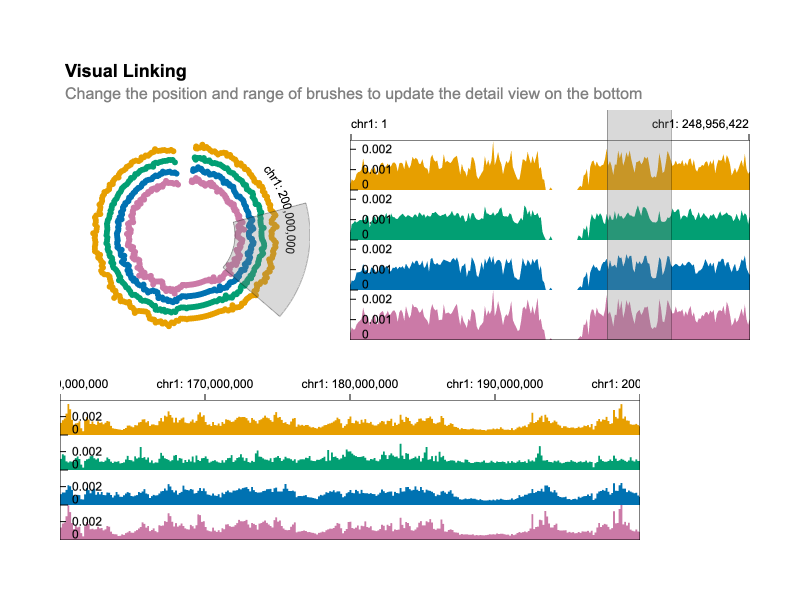 Visual Linking
Change the position and range of brushes to update the detail view on the bottom
chr1: 200,000,000
chr1: 1
chr1: 248,956,422
0.002
0.001
0
0.002
0.001
0
0.002
0.001
0
0.002
0.001
0
0,000,000
chr1: 170,000,000
chr1: 180,000,000
chr1: 190,000,000
chr1: 200
0.002
0
0.002
0
0.002
0
0.002
0